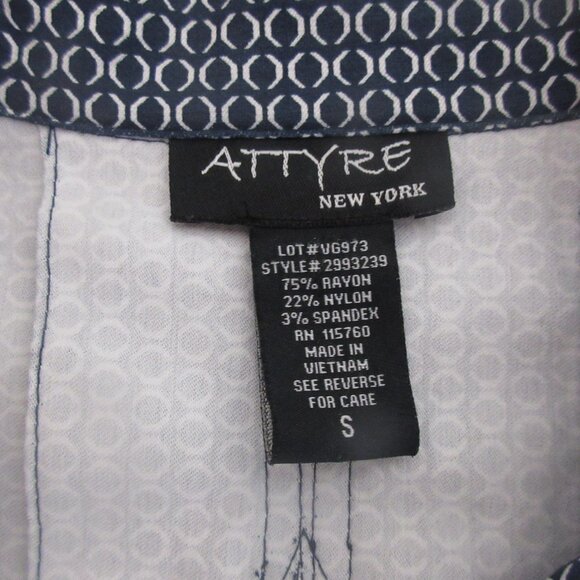 ATTYRE
NEW YORK
LOT#VG973
STYLE#2993239
75% RAYON
22% NYLON
3% SPANDEX
RN 115760
MADE IN
VIETNAM
SEE REVERSE
FOR CARE
S